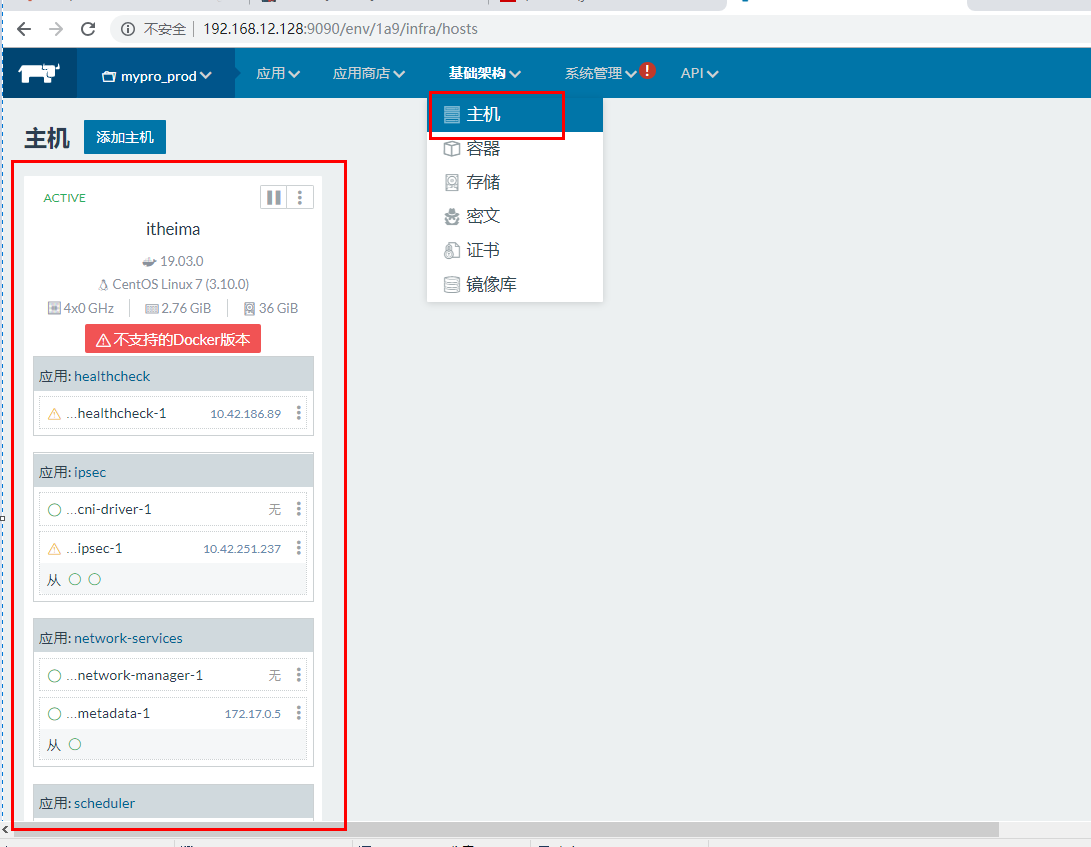 不安全 192.168.12.128:9090/env/1a9/infra/hosts
mypro_prod 应用 应用商店 基础架构 系统管理 ! API
主机
容器
存储
密文
证书
镜像库
主机 添加主机
ACTIVE
itheima
19.03.0
CentOS Linux 7 (3.10.0)
4x0 GHz 2.76 GiB 36 GiB
不支持的Docker版本
应用: healthcheck
...healthcheck-1 10.42.186.89
应用: ipsec
...cni-driver-1 无
...ipsec-1 10.42.251.237
从
应用: network-services
...network-manager-1 无
...metadata-1 172.17.0.5
从
应用: scheduler